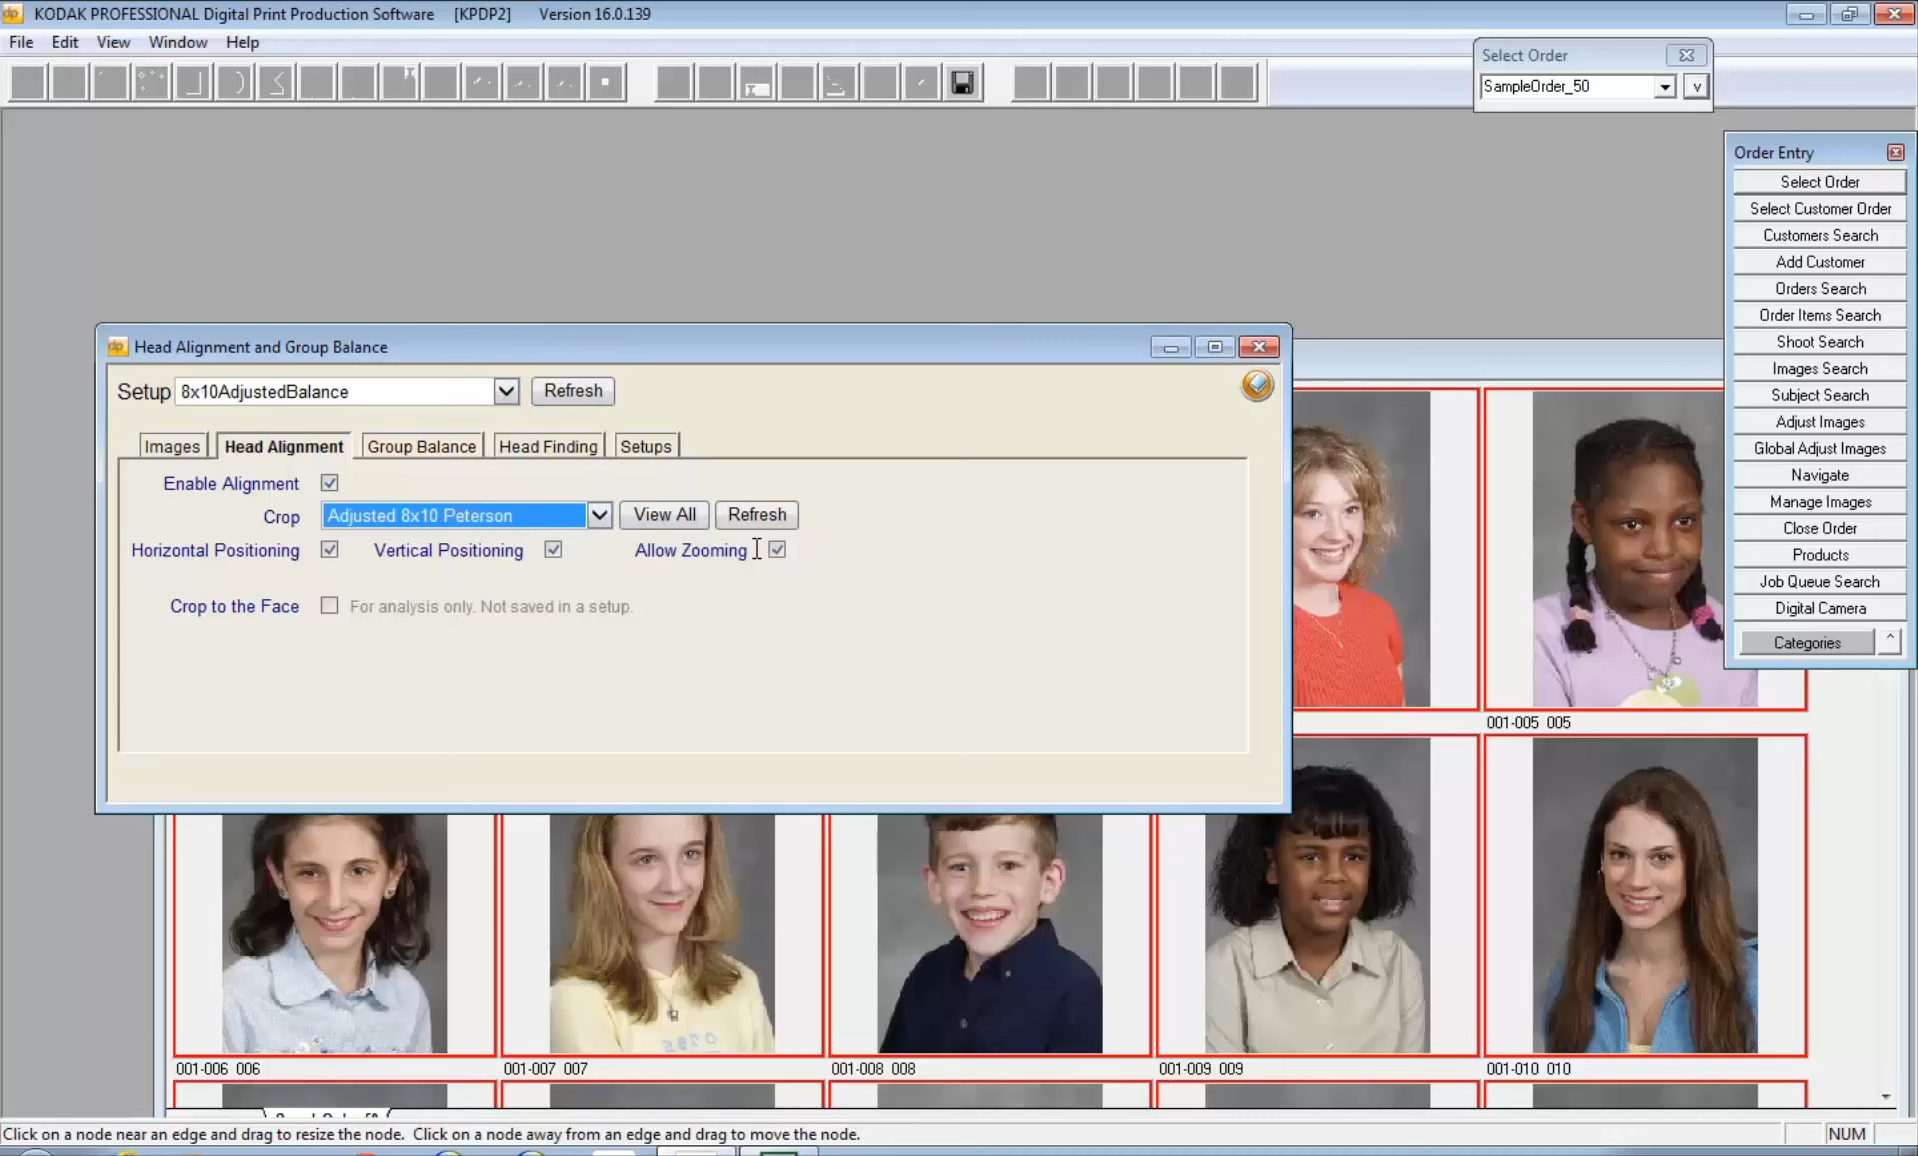 KODAK PROFESSIONAL Digital Print Production Software [KPDP2] Version 16.0.139
File Edit View Window Help
Select Order
SampleOrder_50
v
Order Entry
Select Order
Select Customer Order
Customers Search
Add Customer
Orders Search
Order Items Search
Shoot Search
Images Search
Subject Search
Adjust Images
Global Adjust Images
Navigate
Manage Images
Close Order
Products
Job Queue Search
Digital Camera
Categories ^
dp Head Alignment and Group Balance
Setup 8x10AdjustedBalance Refresh
Images Head Alignment Group Balance Head Finding Setups
Enable Alignment
Crop Adjusted 8x10 Peterson View All Refresh
Horizontal Positioning Vertical Positioning Allow Zooming
Crop to the Face For analysis only. Not saved in a setup.
001-005 005
001-006 006 001-007 007 001-008 008 001-009 009 001-010 010
Click on a node near an edge and drag to resize the node. Click on a node away from an edge and drag to move the node. NUM